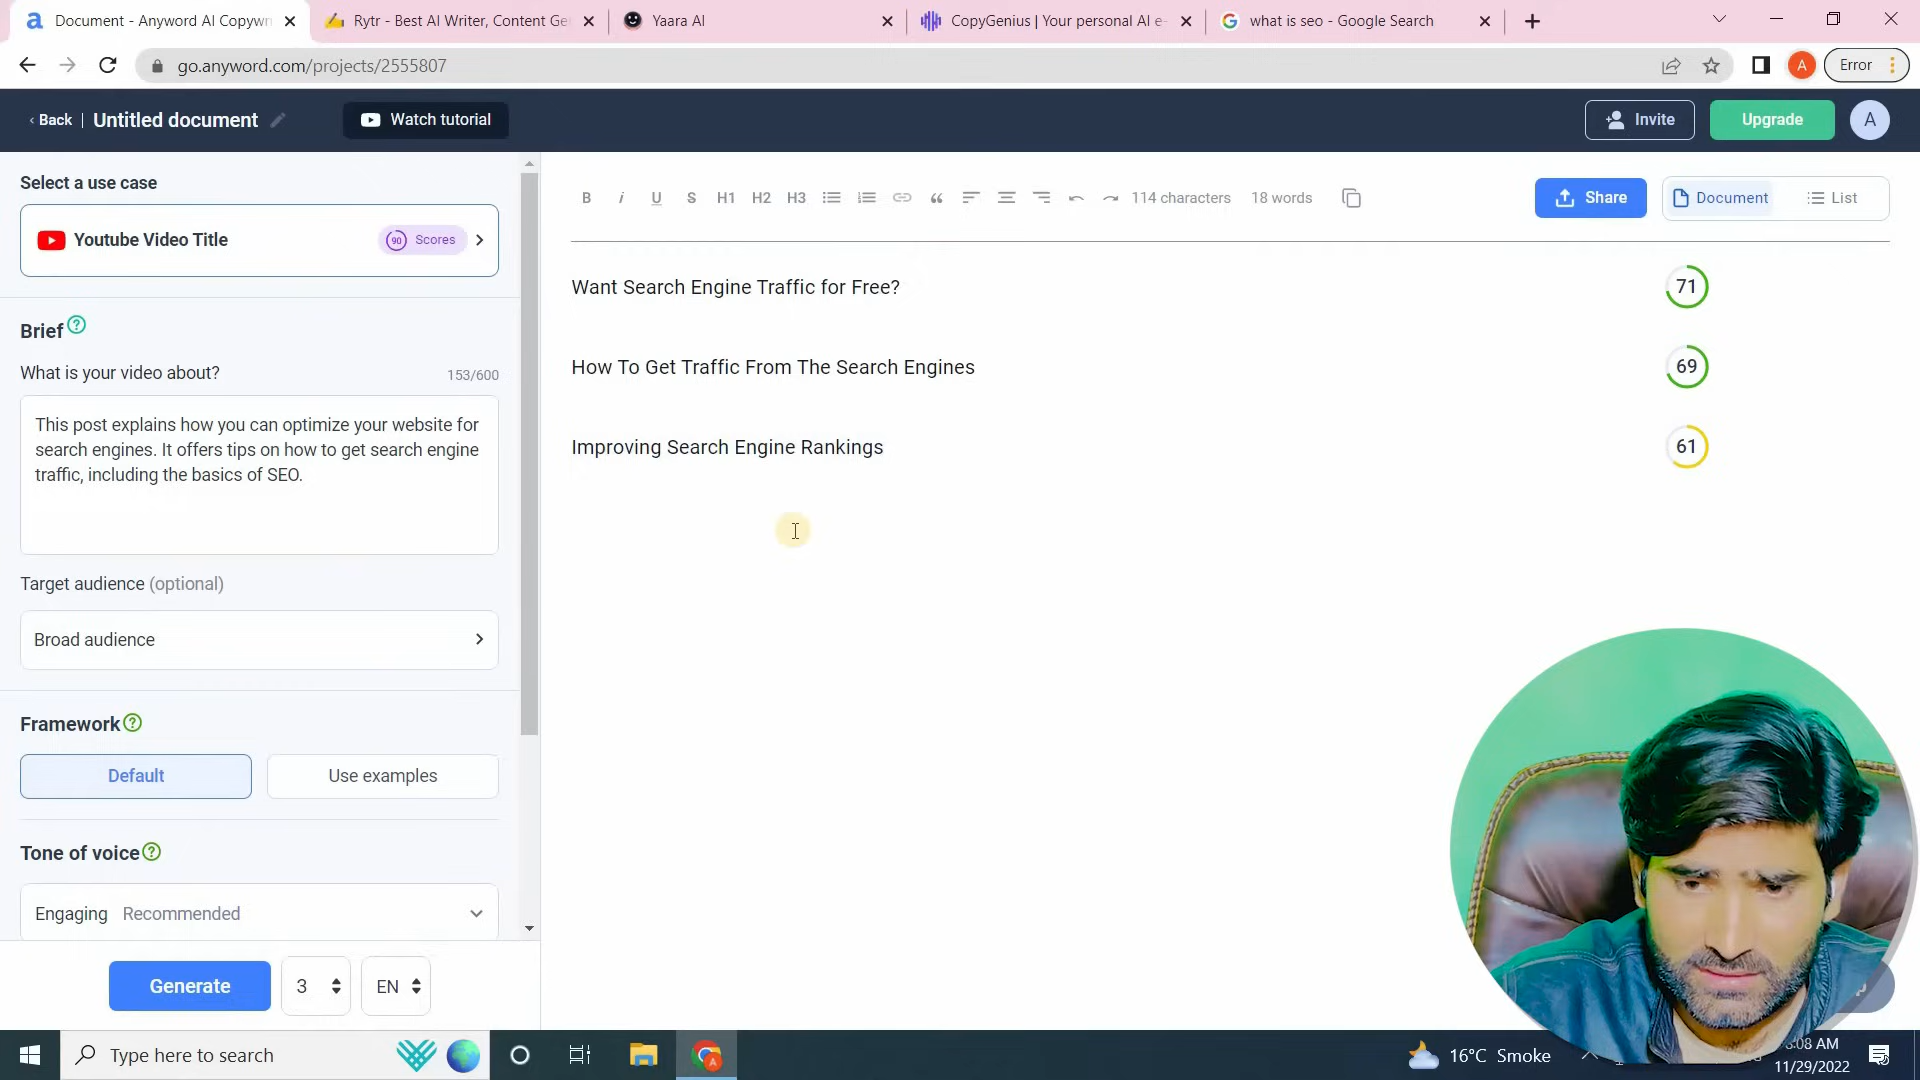 Document - Anyword AI Copywr
Rytr - Best AI Writer, Content Ge
Yaara AI
CopyGenius | Your personal AI e-
what is seo - Google Search
go.anyword.com/projects/2555807
A
Error
Back | Untitled document
Watch tutorial
Invite
Upgrade
A
Select a use case
Youtube Video Title
90 Scores
B i U S H1 H2 H3
114 characters 18 words
Share
Document
List
Brief
What is your video about? 153/600
This post explains how you can optimize your website for
search engines. It offers tips on how to get search engine
traffic, including the basics of SEO.
Target audience (optional)
Broad audience
Framework
Default
Use examples
Tone of voice
Engaging Recommended
Generate
3
EN
Want Search Engine Traffic for Free? 71
How To Get Traffic From The Search Engines 69
Improving Search Engine Rankings 61
Type here to search
16°C Smoke
:08 AM
11/29/2022